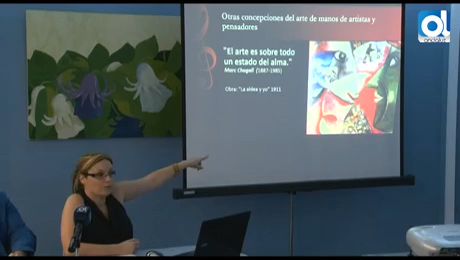 Otras concepciones del arte de manos de artistas y
pensadores
"El arte es sobre todo
un estado del alma."
Marc Chagall (1887-1985)
Obra: "La aldea y yo" 1911